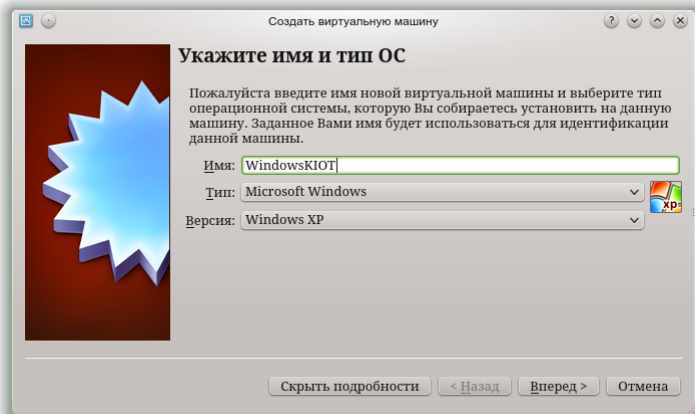 Создать виртуальную машину
Укажите имя и тип ОС
Пожалуйста введите имя новой виртуальной машины и выберите тип
операционной системы, которую Вы собираетесь установить на данную
машину. Заданное Вами имя будет использоваться для идентификации
данной машины.
Имя: WindowsKIOT
Тип: Microsoft Windows
xp
Версия: Windows XP
Скрыть подробности < Назад Вперед > Отмена